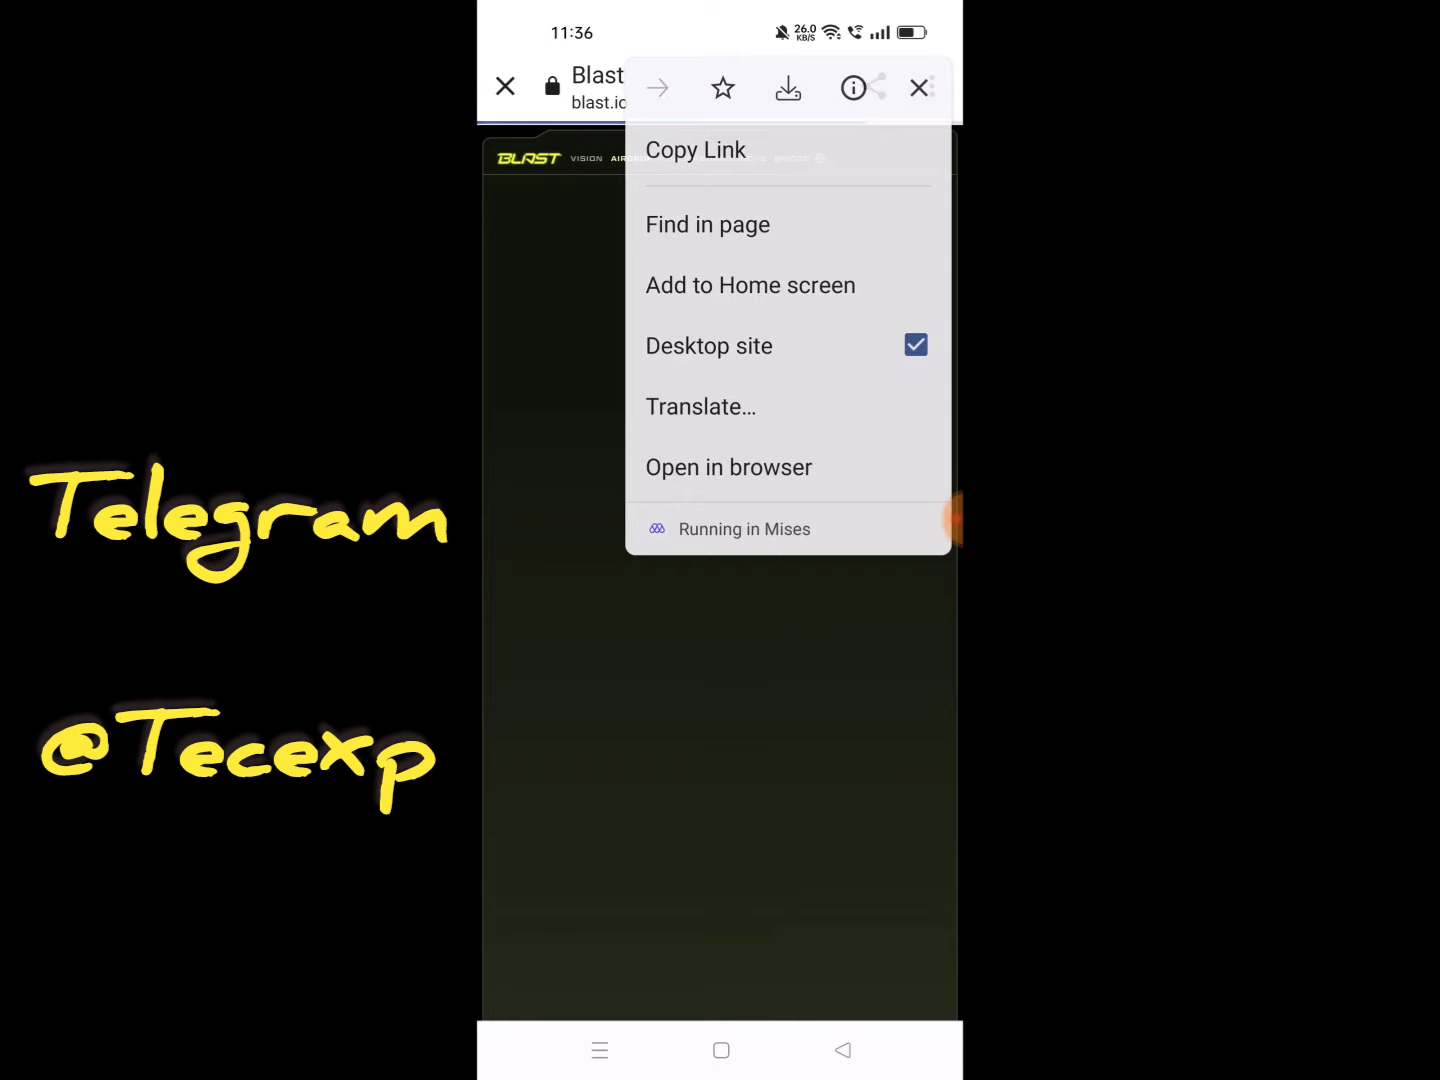 11:36
26.0
KB/S
Blast
blast.io
Copy Link
BLAST VISION
Find in page
Add to Home screen
Desktop site
Translate...
Open in browser
Running in Mises
Telegram
@Tecexp